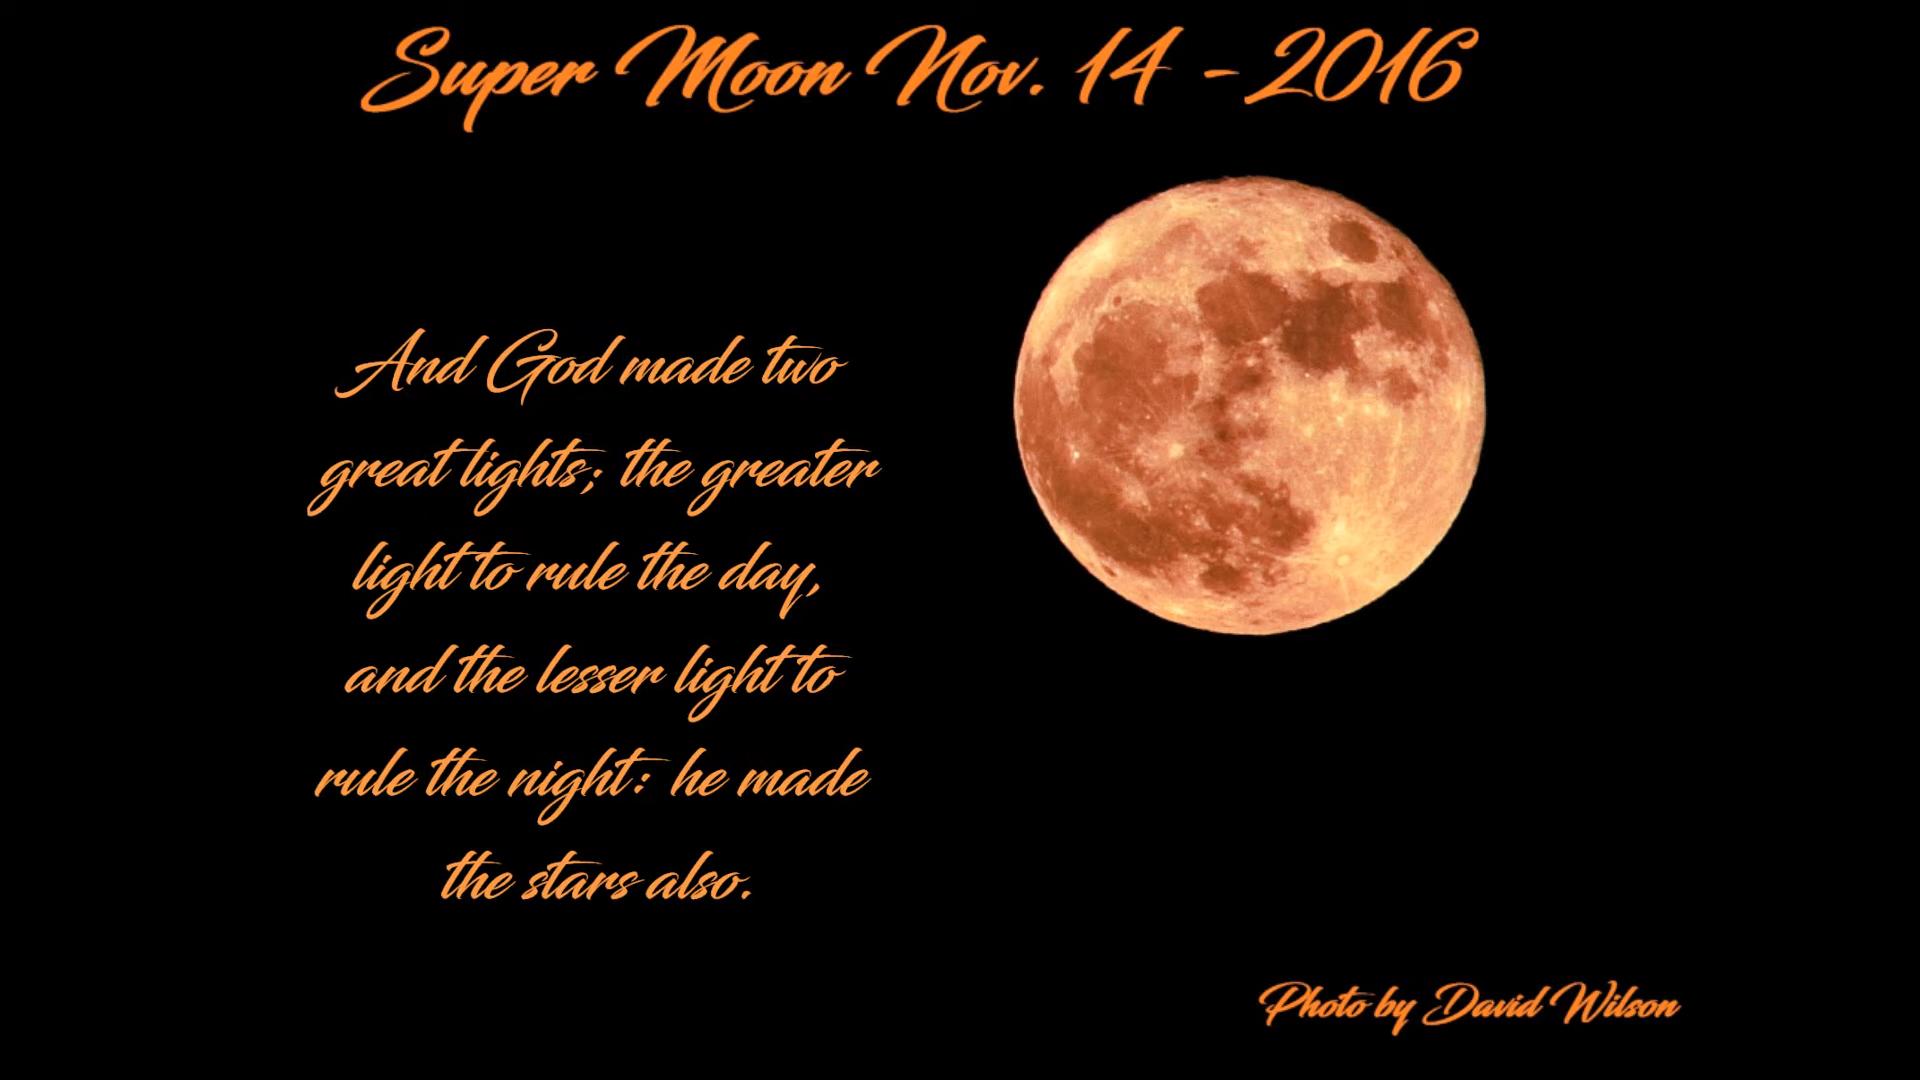 Super Moon Nov. 14 - 2016
And God made two
great lights; the greater
light to rule the day,
and the lesser light to
rule the night: he made
the stars also.
Photo by David Wilson